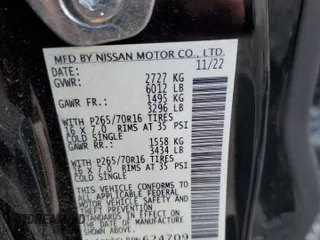 MFD BY NISSAN MOTOR CO., LTD.
DATE: 11/22
GVWR: 2727 KG
6012 LB
GAWR FR.: 1495 KG
3296 LB
WITH P265/70R16 TIRES
16 X 7.0 RIMS AT 35 PSI
COLD SINGLE
GAWR RR.: 1558 KG
3434 LB
WITH P265/70R16 TIRES
16 X 7.0 RIMS AT 35 PSI
COLD SINGLE
THIS VEHICLE CONFORMS TO
ALL APPLICABLE FEDERAL
MOTOR VEHICLE SAFETY
AND THEFT PREVENTION
STANDARDS IN EFFECT
624709